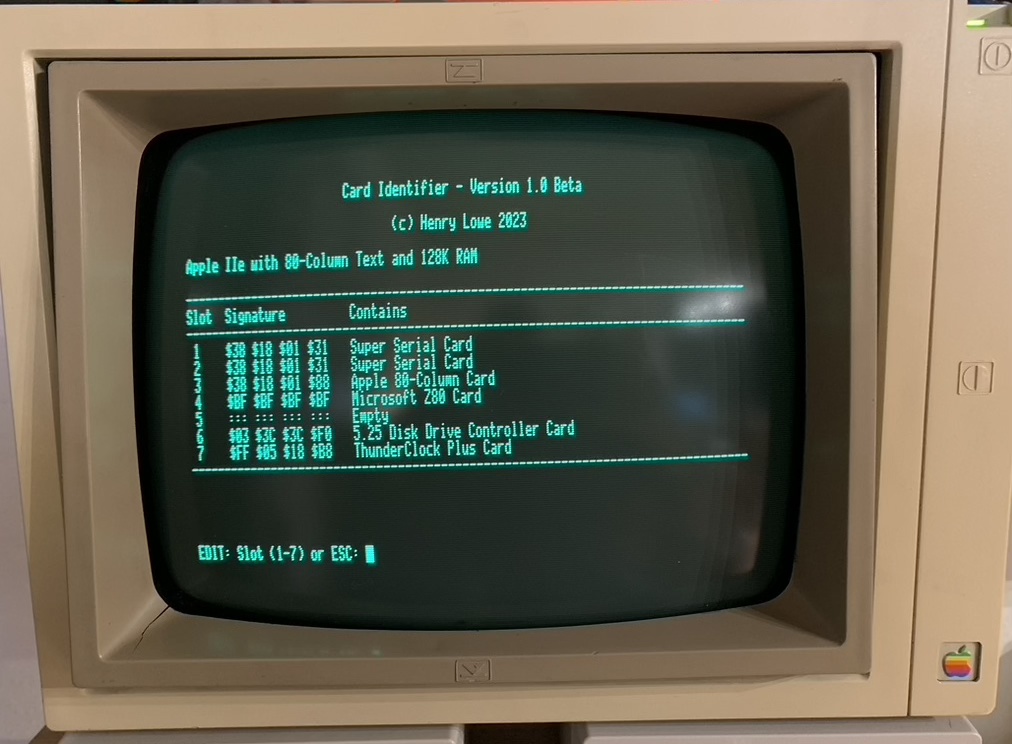 Card Identifier - Version 1.0 Beta
(c) Henry Lowe 2023
Apple IIe with 80-Column Text and 128K RAM
Slot Signature Contains
1 $38 $18 $01 $31 Super Serial Card
2 $38 $18 $01 $31 Super Serial Card
3 $38 $18 $01 $88 Apple 80-Column Card
4 $BF $BF $BF $BF Microsoft Z80 Card
5 ::: ::: ::: ::: Empty
6 $03 $3C $3C $F0 5.25 Disk Drive Controller Card
7 $FF $05 $18 $B8 ThunderClock Plus Card
EDIT: Slot (1-7) or ESC: